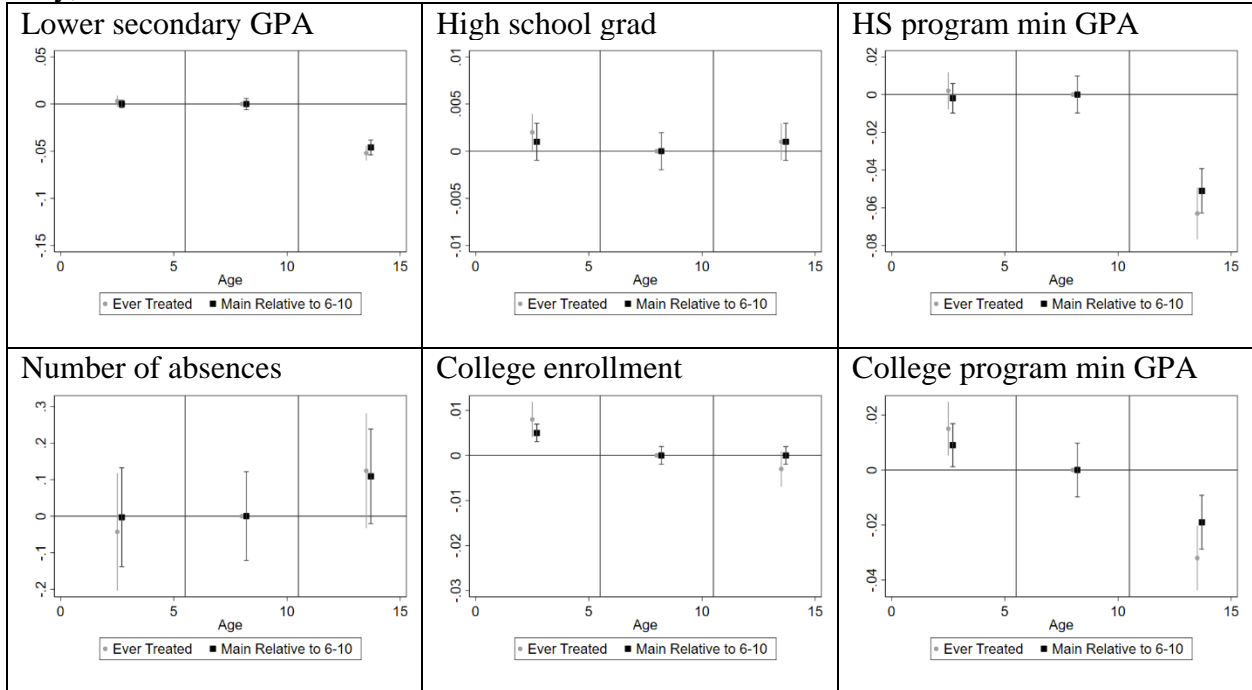 Lower secondary GPA
.05
0
-.05
-.1
-.15
0 5 10 15
Age
Ever Treated Main Relative to 6-10
High school grad
.01
.005
0
-.005
-.01
0 5 10 15
Age
Ever Treated Main Relative to 6-10
HS program min GPA
.02
0
-.02
-.04
-.06
-.08
0 5 10 15
Age
Ever Treated Main Relative to 6-10
Number of absences
.3
.2
.1
0
-.1
-.2
0 5 10 15
Age
Ever Treated Main Relative to 6-10
College enrollment
.01
0
-.01
-.02
-.03
0 5 10 15
Age
Ever Treated Main Relative to 6-10
College program min GPA
.02
0
-.02
-.04
0 5 10 15
Age
Ever Treated Main Relative to 6-10